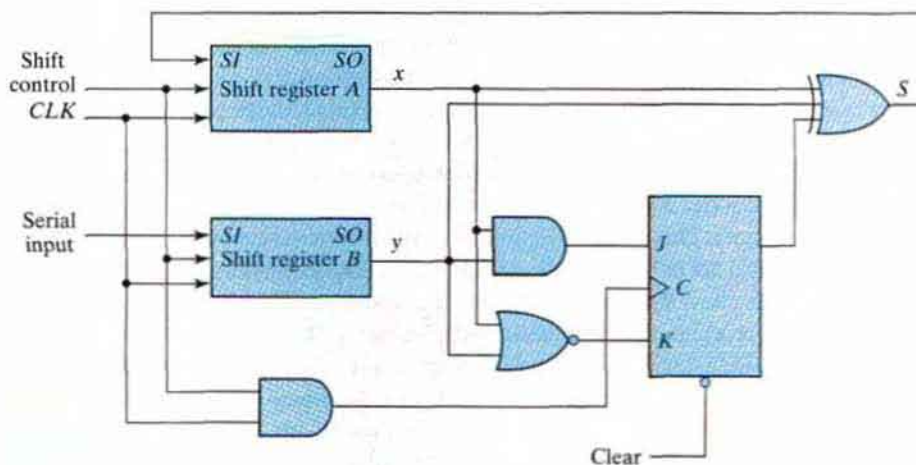 SI SO
Shift control
Shift register A
x
S
CLK
Serial input
SI SO
Shift register B
y
J
C
K
Clear